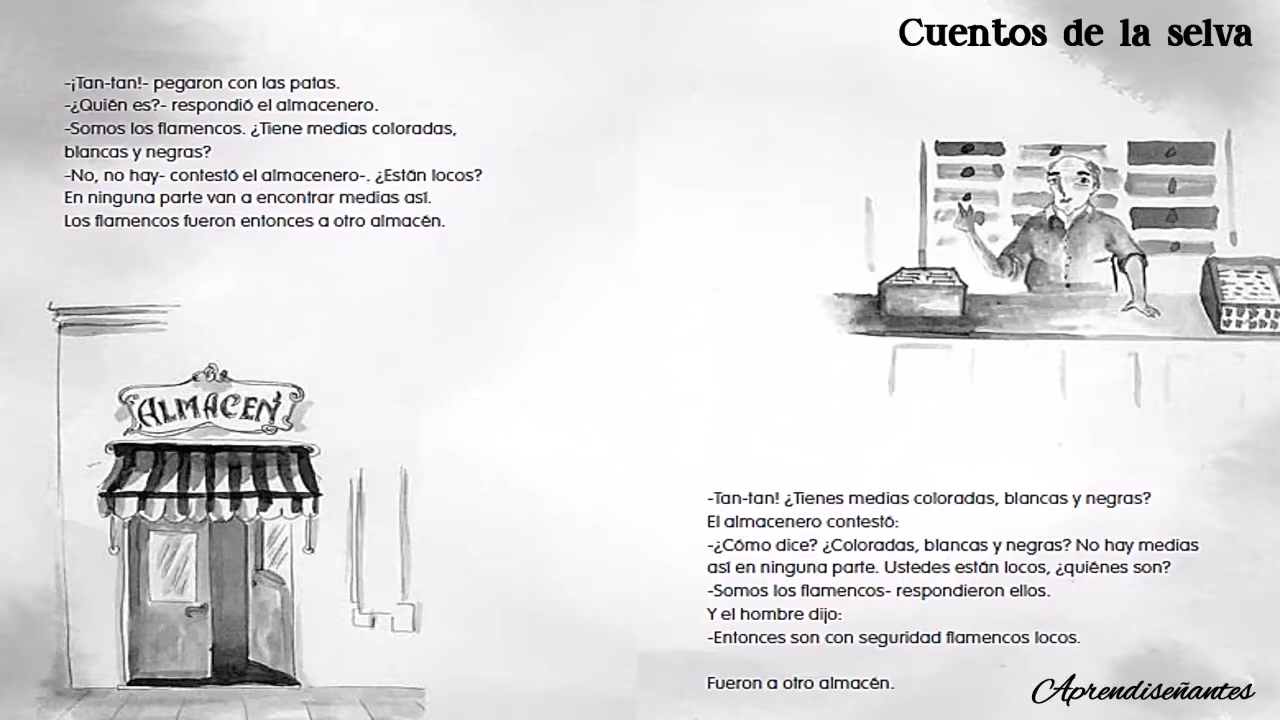 Cuentos de la selva
-¡Tan-tan!- pegaron con las patas.
-¿Quién es?- respondió el almacenero.
-Somos los flamencos. ¿Tiene medias coloradas,
blancas y negras?
-No, no hay- contestó el almacenero-. ¿Están locos?
En ninguna parte van a encontrar medias así.
Los flamencos fueron entonces a otro almacén.
ALMACEN
-Tan-tan! ¿Tienes medias coloradas, blancas y negras?
El almacenero contestó:
-¿Cómo dice? ¿Coloradas, blancas y negras? No hay medias
así en ninguna parte. Ustedes están locos, ¿quiénes son?
-Somos los flamencos- respondieron ellos.
Y el hombre dijo:
-Entonces son con seguridad flamencos locos.
Fueron a otro almacén.
Aprendiseñantes